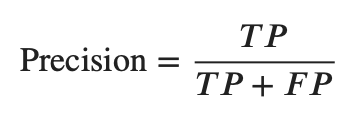 Precision = TP / (TP + FP)